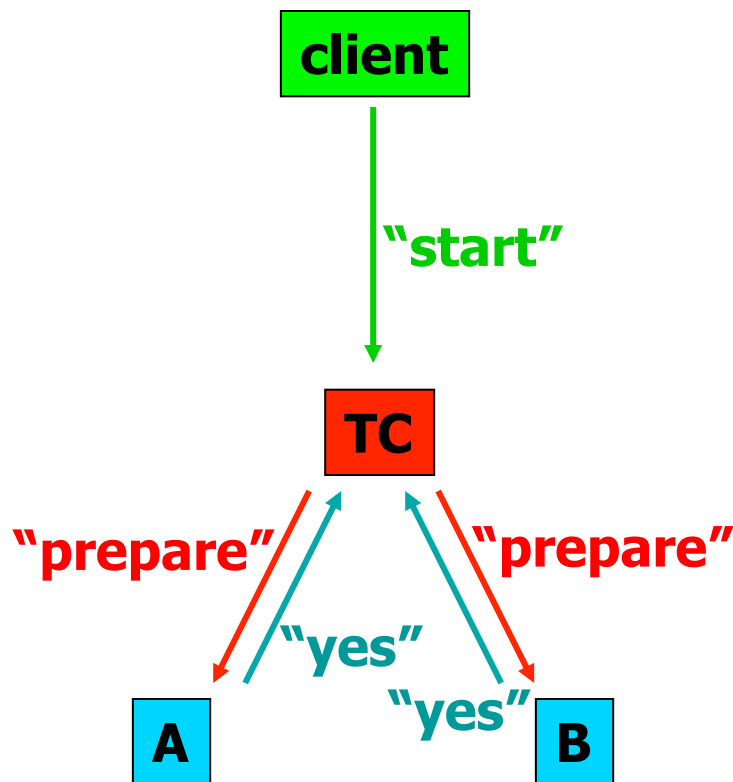 client
“start”
TC
“prepare”
“prepare”
“yes”
“yes”
A
B